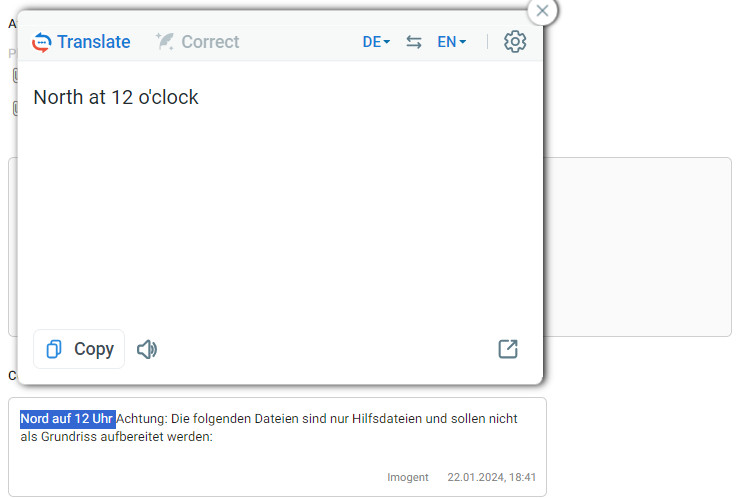 A
P
Translate
Correct
DE
EN
North at 12 o'clock
Copy
C
Nord auf 12 Uhr Achtung: Die folgenden Dateien sind nur Hilfsdateien und sollen nicht
als Grundriss aufbereitet werden:
Imogent 22.01.2024, 18:41